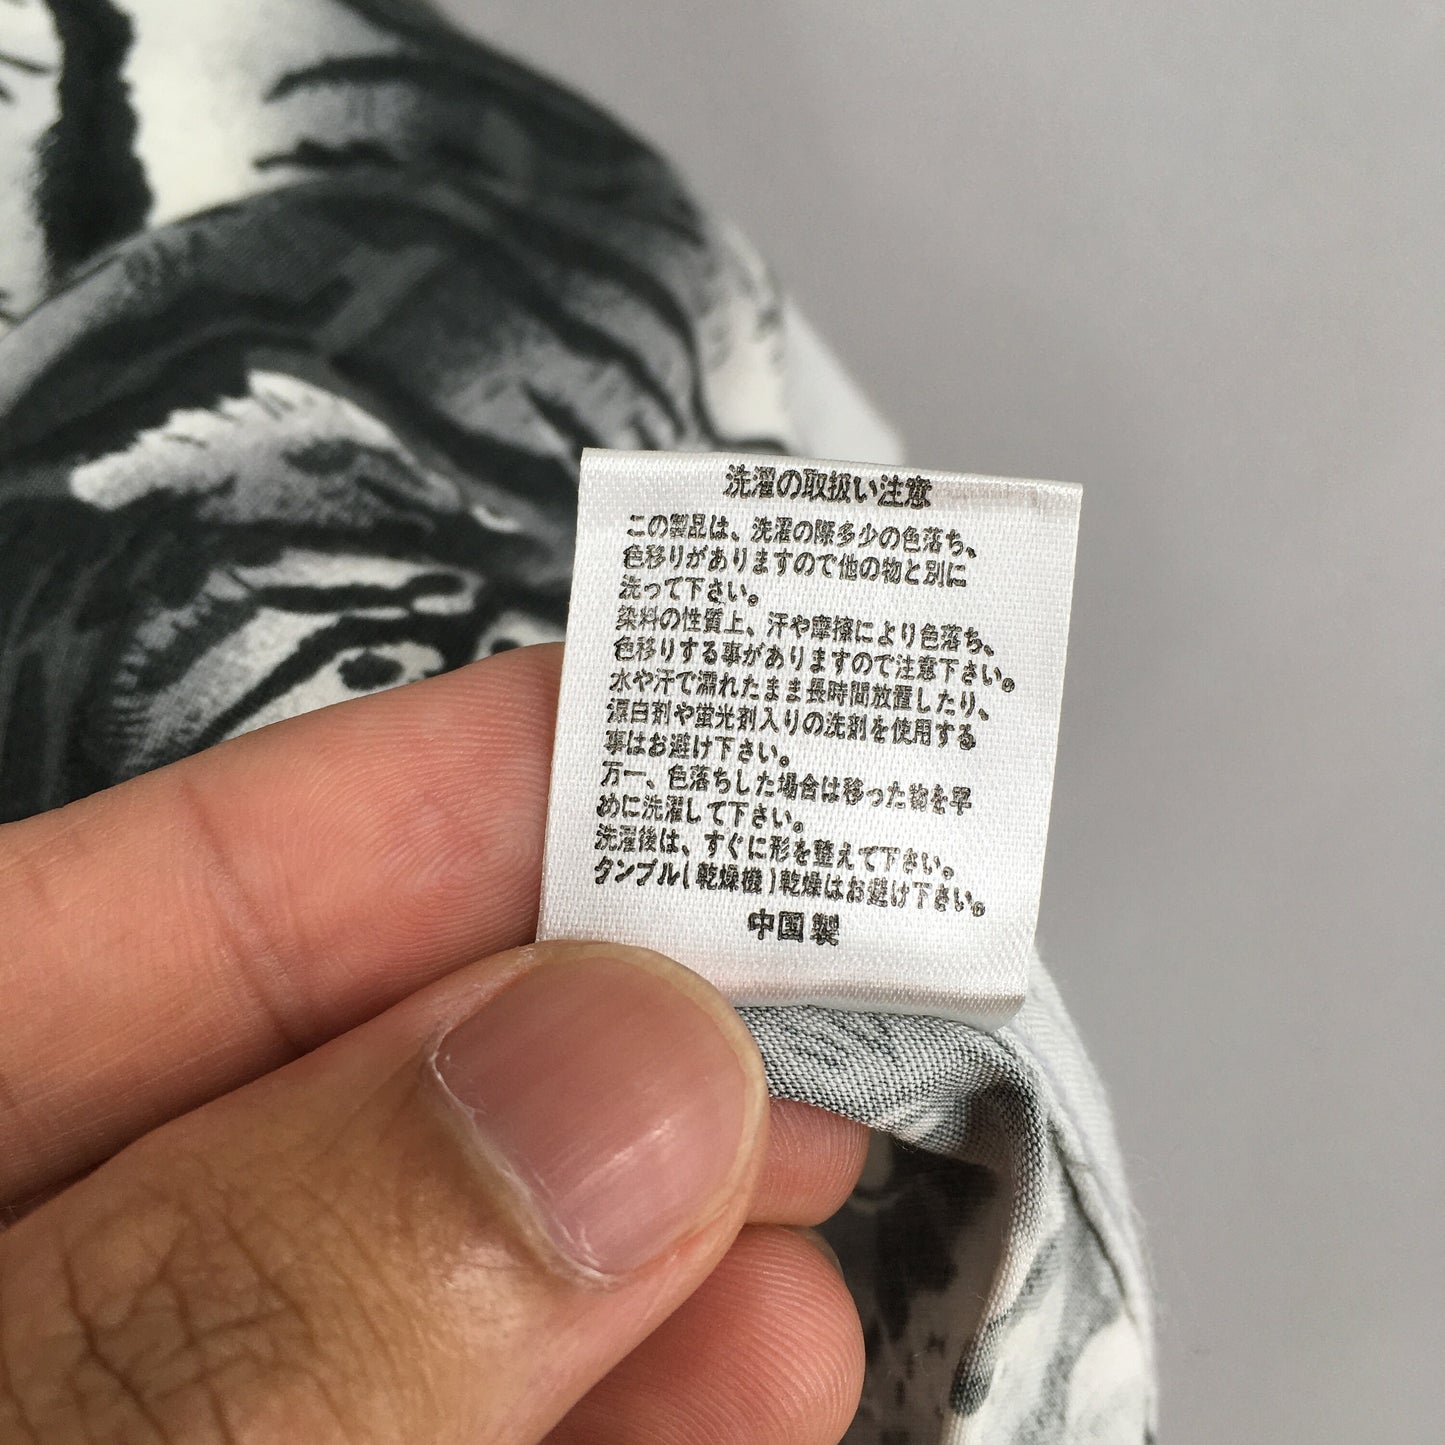 洗濯の取扱い注意
この製品は、洗濯の際多少の色落ち、
色移りがありますので他の物と別に
洗って下さい。
染料の性質上、汗や摩擦により色落ち、
色移りする事がありますので注意下さい。
水や汗で濡れたまま長時間放置したり、
漂白剤や蛍光剤入りの洗剤を使用する
事はお避け下さい。
万一、色落ちした場合は移った物を早
めに洗濯して下さい。
洗濯後は、すぐに形を整えて下さい。
タンブル(乾燥機)乾燥はお避け下さい。
中国製